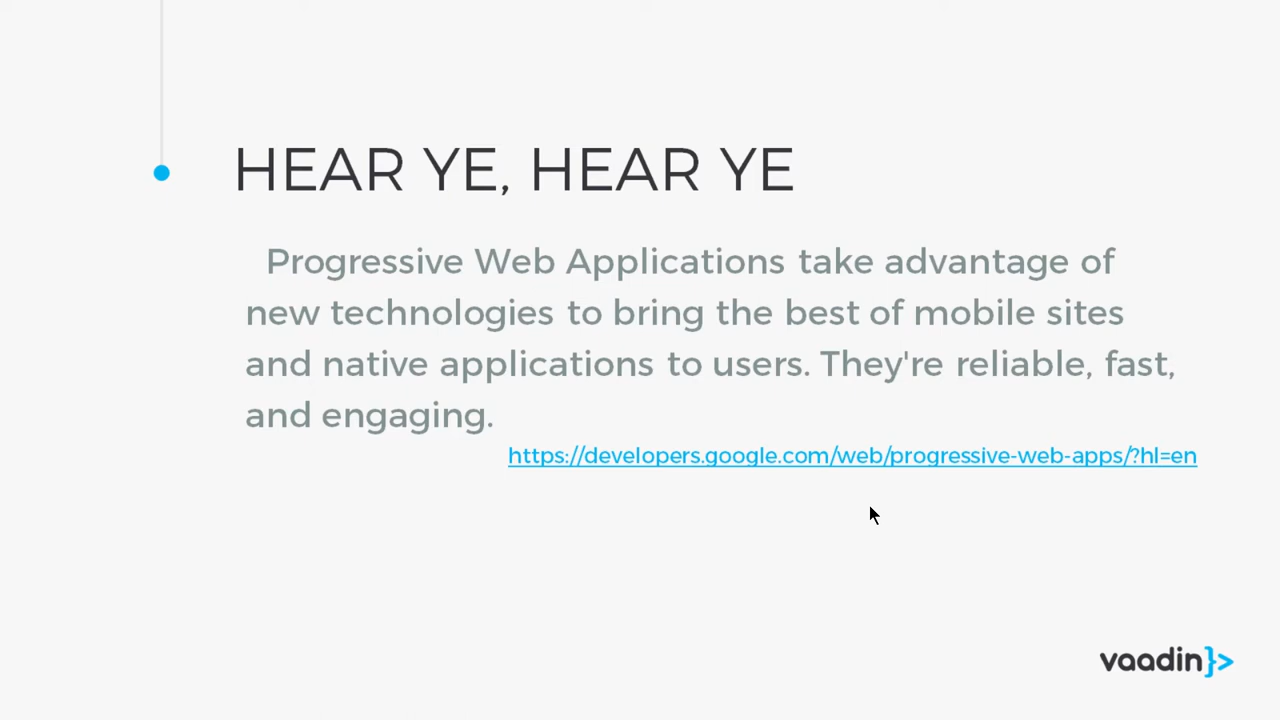 HEAR YE, HEAR YE
Progressive Web Applications take advantage of
new technologies to bring the best of mobile sites
and native applications to users. They're reliable, fast,
and engaging.
https://developers.google.com/web/progressive-web-apps/?hl=en
vaadin}>